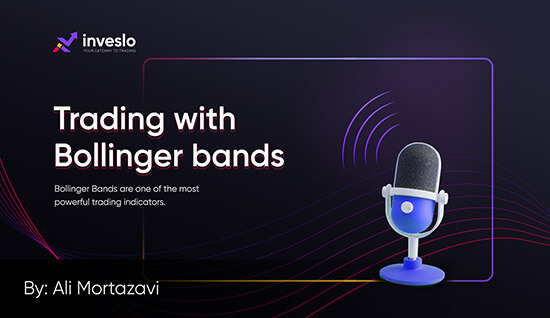 inveslo
YOUR GATEWAY TO TRADING
Trading with
Bollinger bands
Bollinger Bands are one of the most
powerful trading indicators.
By: Ali Mortazavi